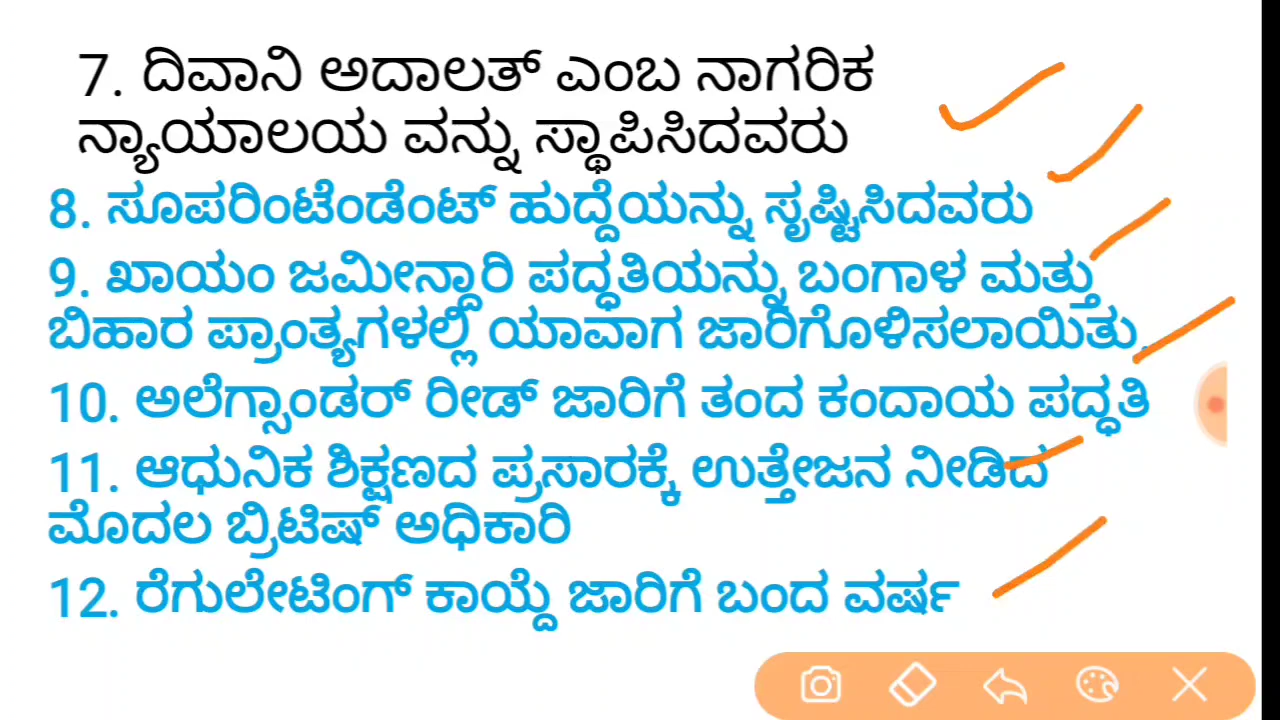 7. ದಿವಾನಿ ಅದಾಲತ್ ಎಂಬ ನಾಗರಿಕ
ನ್ಯಾಯಾಲಯ ವನ್ನು ಸ್ಥಾಪಿಸಿದವರು
8. ಸೂಪರಿಂಟೆಂಡೆಂಟ್ ಹುದ್ದೆಯನ್ನು ಸೃಷ್ಟಿಸಿದವರು
9. ಖಾಯಂ ಜಮೀನ್ದಾರಿ ಪದ್ಧತಿಯನ್ನು ಬಂಗಾಳ ಮತ್ತು
ಬಿಹಾರ ಪ್ರಾಂತ್ಯಗಳಲ್ಲಿ ಯಾವಾಗ ಜಾರಿಗೊಳಿಸಲಾಯಿತು.
10. ಅಲೆಗ್ಸಾಂಡರ್ ರೀಡ್ ಜಾರಿಗೆ ತಂದ ಕಂದಾಯ ಪದ್ಧತಿ
11. ಆಧುನಿಕ ಶಿಕ್ಷಣದ ಪ್ರಸಾರಕ್ಕೆ ಉತ್ತೇಜನ ನೀಡಿದ
ಮೊದಲ ಬ್ರಿಟಿಷ್ ಅಧಿಕಾರಿ
12. ರೆಗುಲೇಟಿಂಗ್ ಕಾಯ್ದೆ ಜಾರಿಗೆ ಬಂದ ವರ್ಷ